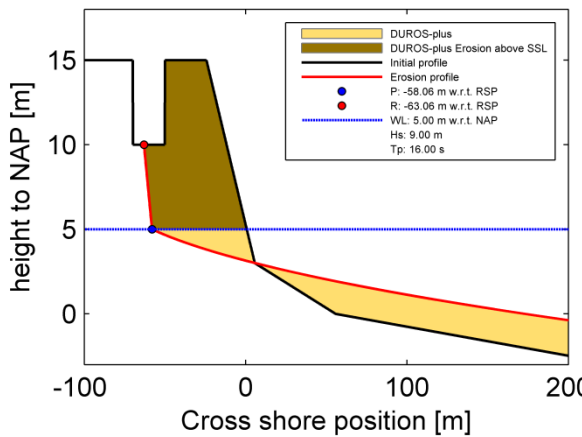 DUROS-plus
DUROS-plus Erosion above SSL
Initial profile
Erosion profile
P: -58.06 m w.r.t. RSP
R: -63.06 m w.r.t. RSP
WL: 5.00 m w.r.t. NAP
Hs: 9.00 m
Tp: 16.00 s
height to NAP [m]
15
10
5
0
-100
0
100
200
Cross shore position [m]